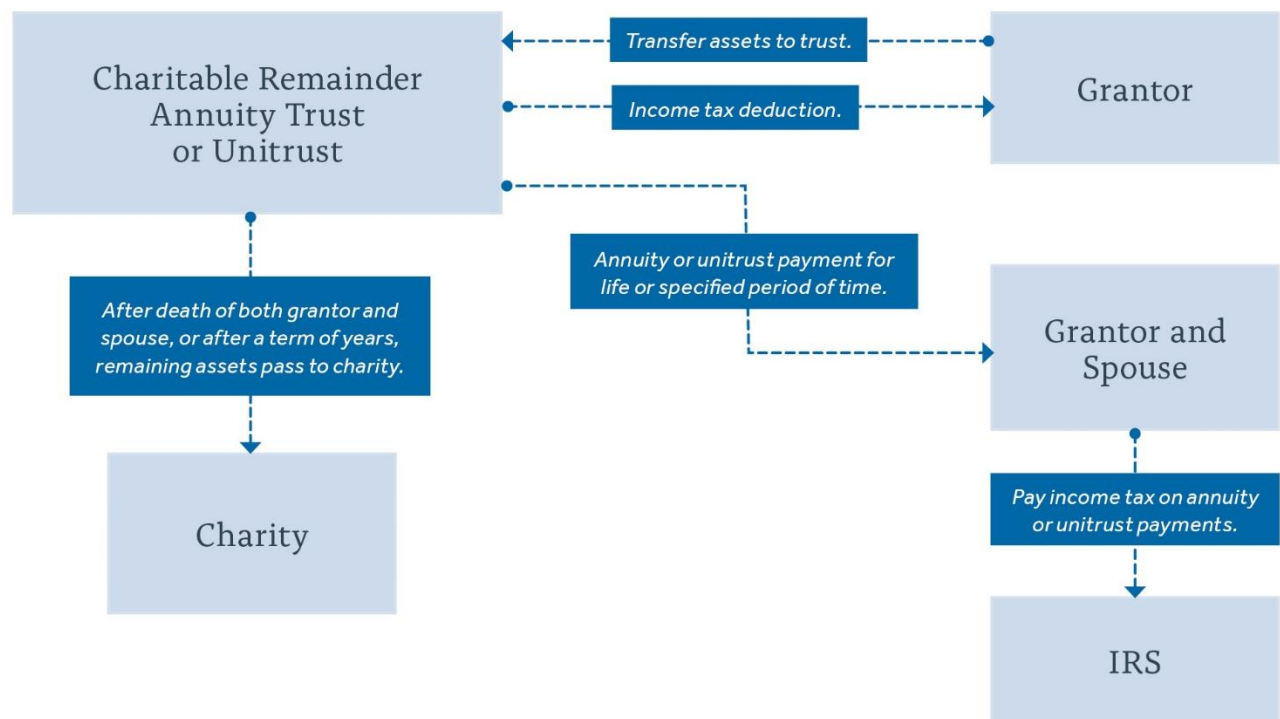 Charitable Remainder
Annuity Trust
or Unitrust
Transfer assets to trust.
Grantor
Income tax deduction.
Annuity or unitrust payment for
life or specified period of time.
After death of both grantor and
spouse, or after a term of years,
remaining assets pass to charity.
Grantor and
Spouse
Charity
Pay income tax on annuity
or unitrust payments.
IRS